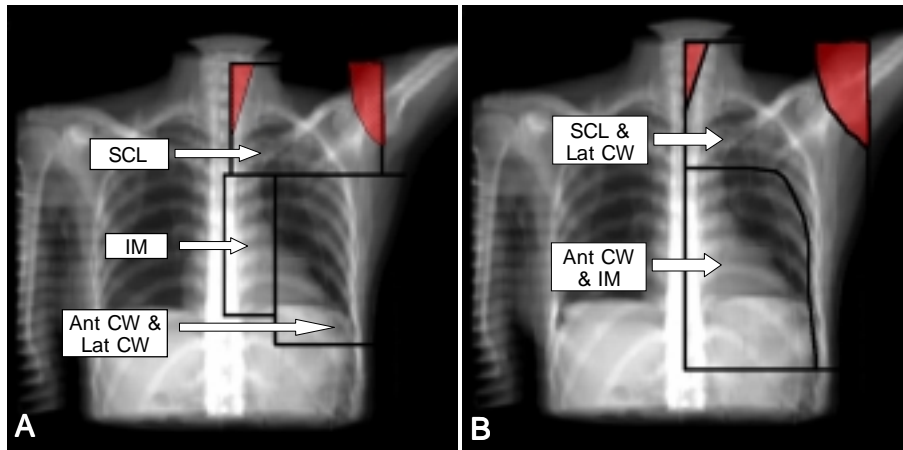 SCL
IM
Ant CW &
Lat CW
A
SCL &
Lat CW
Ant CW
& IM
B